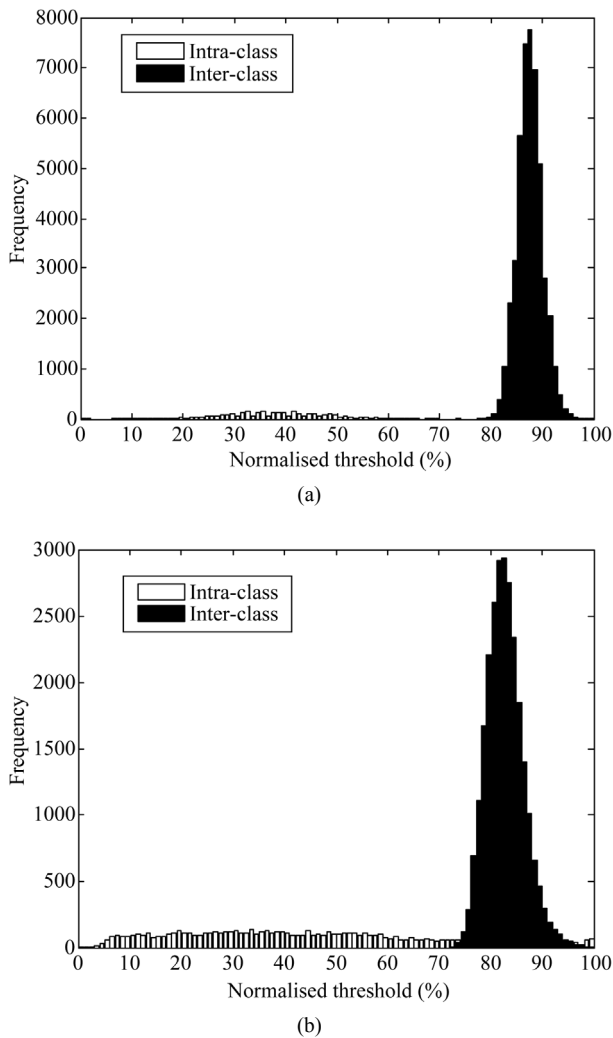 8000
Intra-class
Inter-class
7000
6000
5000
4000
3000
2000
1000
0
Frequency
0 10 20 30 40 50 60 70 80 90 100
Normalised threshold (%)
(a)
3000
Intra-class
Inter-class
2500
2000
1500
1000
500
0
Frequency
0 10 20 30 40 50 60 70 80 90 100
Normalised threshold (%)
(b)